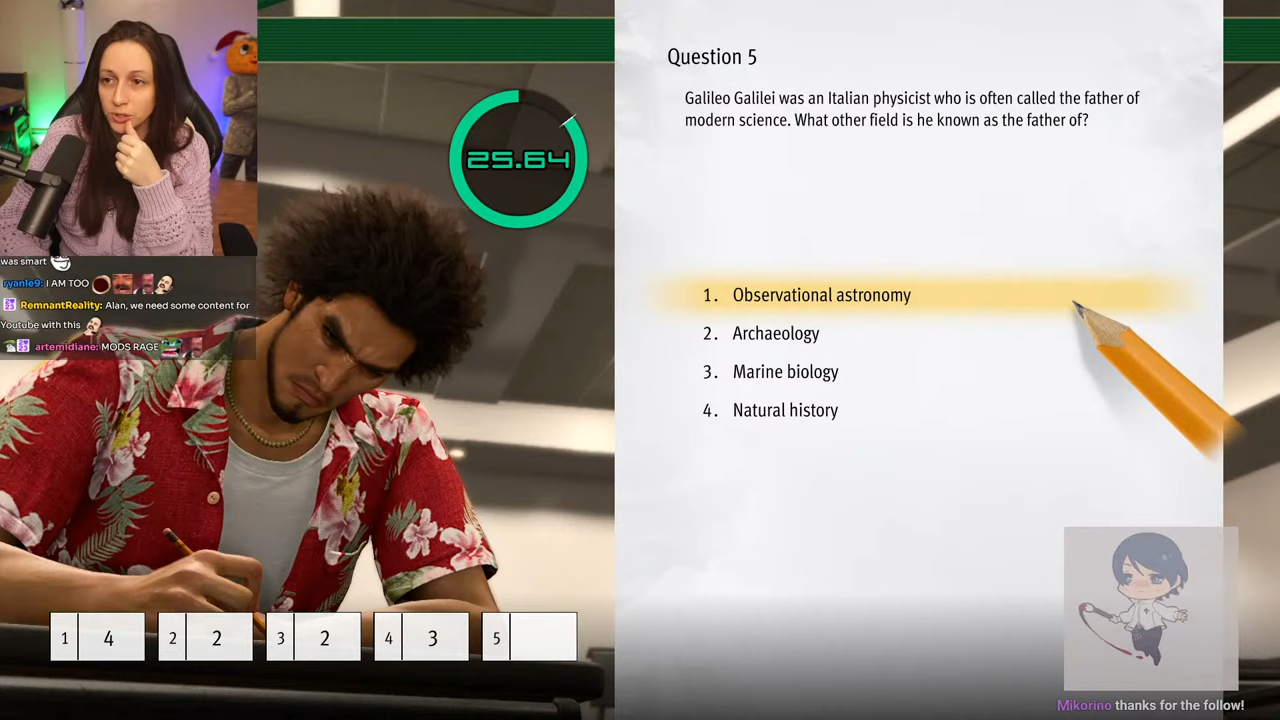 was smart
ryanle9: I AM TOO
RemnantReality: Alan, we need some content for
Youtube with this
artemidiane: MODS RAGE
25.64
Question 5
Galileo Galilei was an Italian physicist who is often called the father of
modern science. What other field is he known as the father of?
1. Observational astronomy
2. Archaeology
3. Marine biology
4. Natural history
1 4 2 2 3 2 4 3 5
Mikorino thanks for the follow!